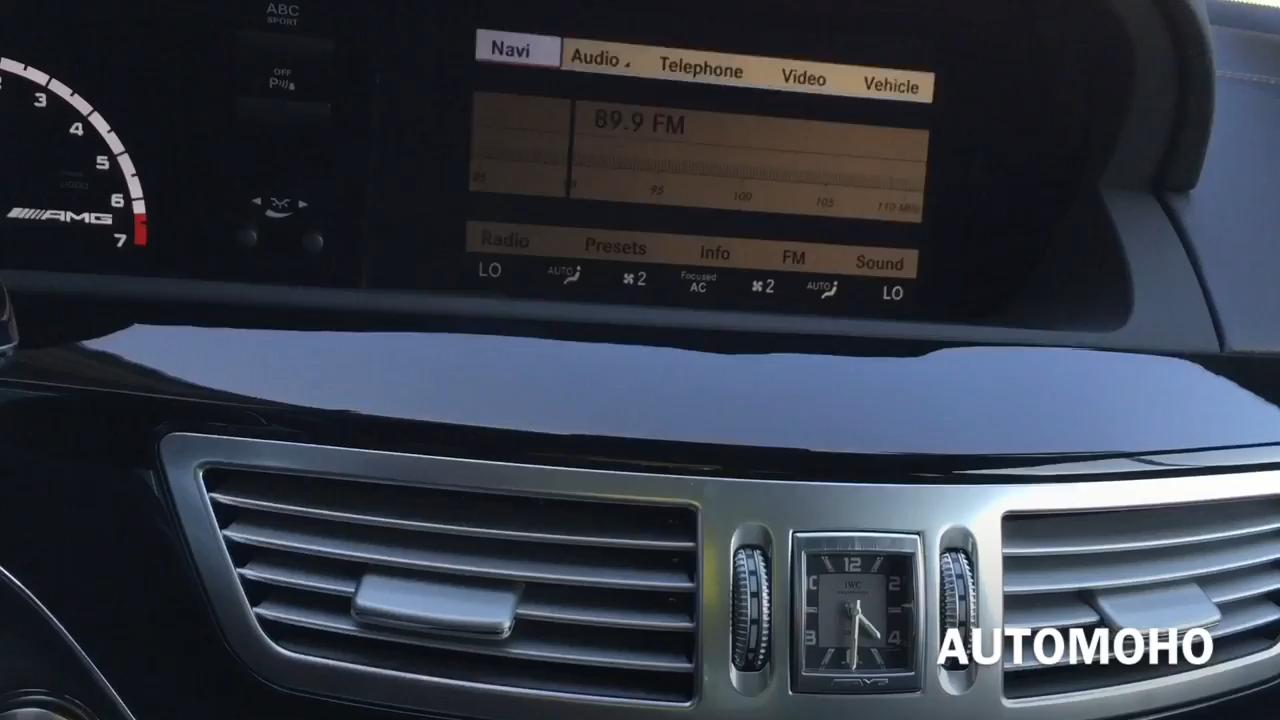 ABC
SPORT
OFF
P
Navi Audio Telephone Video Vehicle
89.9 FM
95 100 105 110 MHz
Radio Presets Info FM Sound
LO AUTO 2 Focused AC 2 AUTO LO
3
4
5
6
7
AMG
12
2
4
8
IWC
AMG
AUTOMOHO